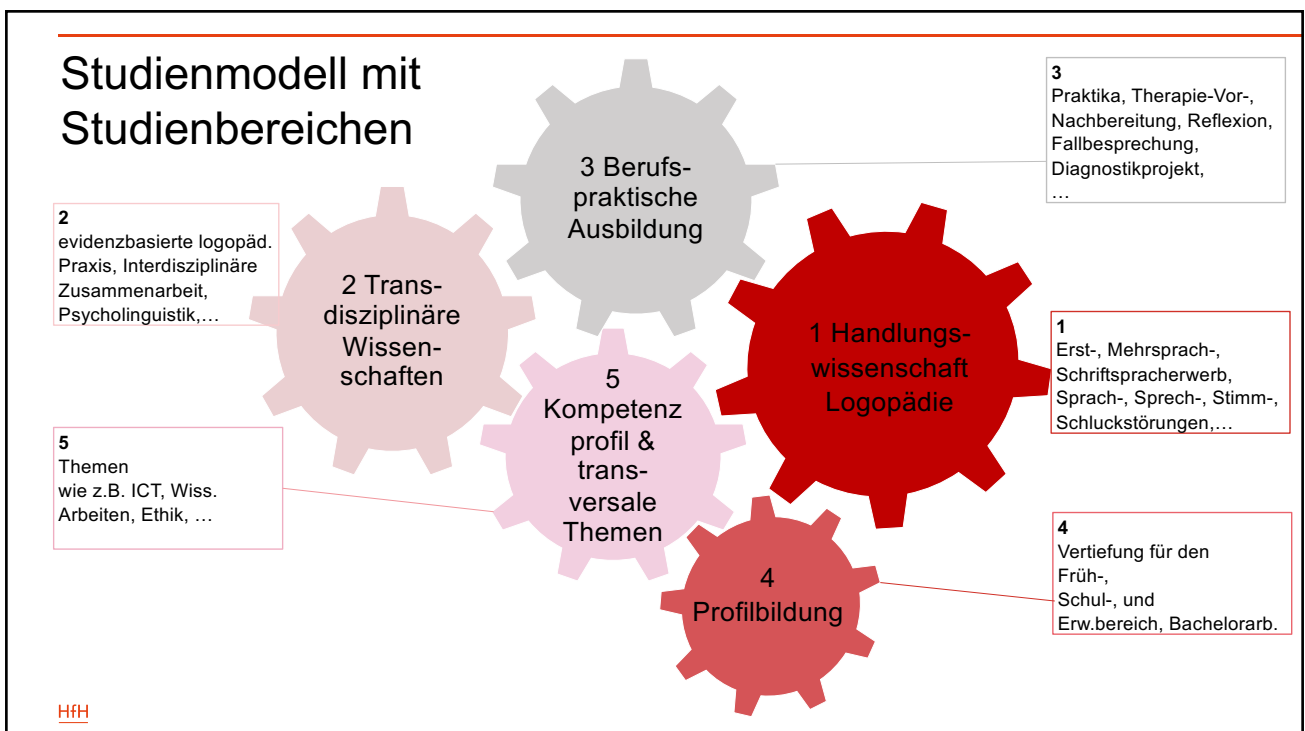 Studienmodell mit
Studienbereichen
3 Berufs-
praktische
Ausbildung
3
Praktika, Therapie-Vor-,
Nachbereitung, Reflexion,
Fallbesprechung,
Diagnostikprojekt,
…
2
evidenzbasierte logopäd.
Praxis, Interdisziplinäre
Zusammenarbeit,
Psycholinguistik,…
2 Trans-
disziplinäre
Wissen-
schaften
1 Handlungs-
wissenschaft
Logopädie
1
Erst-, Mehrsprach-,
Schriftspracherwerb,
Sprach-, Sprech-, Stimm-,
Schluckstörungen,…
5
Kompetenz
profil &
trans-
versale
Themen
5
Themen
wie z.B. ICT, Wiss.
Arbeiten, Ethik, …
4
Profilbildung
4
Vertiefung für den
Früh-,
Schul-, und
Erw.bereich, Bachelorarb.
HfH